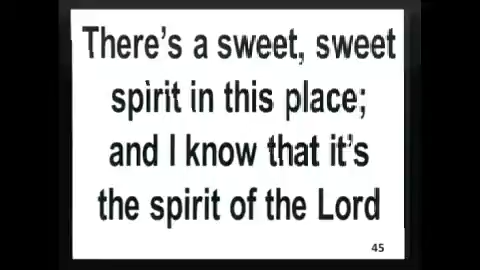 There's a sweet, sweet
spirit in this place;
and I know that it's
the spirit of the Lord
45